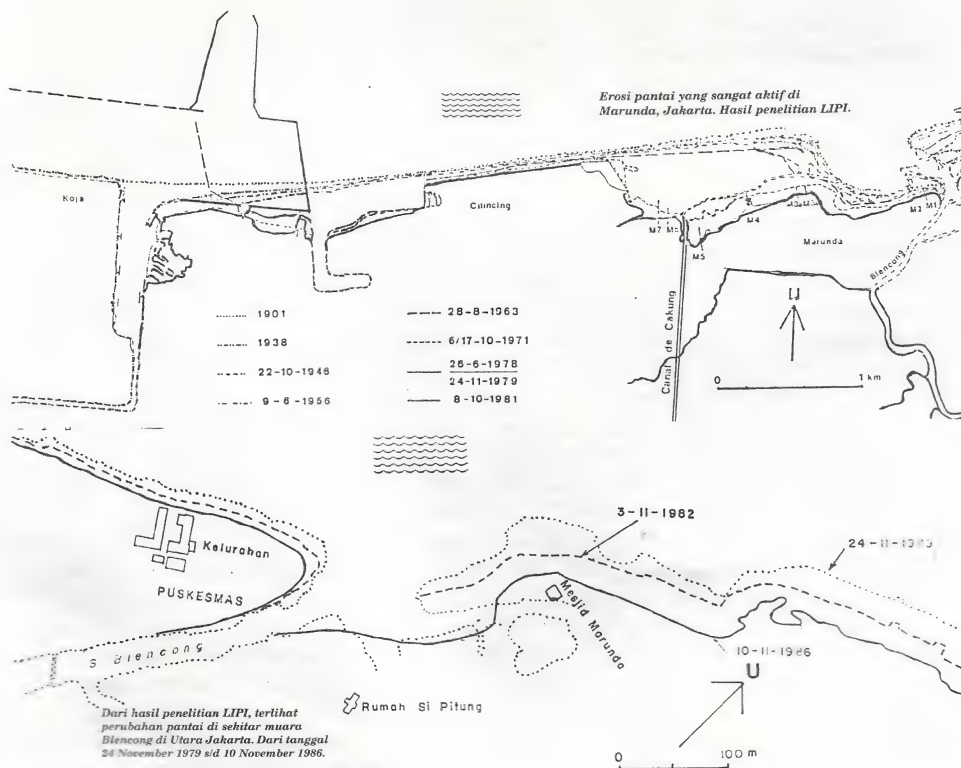 Erosi pantai yang sangat aktif di
Marunda, Jakarta. Hasil penelitian LIPI.
Koja
Cilincing
M7
M5
M4
M2
M1
Marunda
Blencong
Canal de Cakung
0 1 km
1901
1938
22-10-1946
9-6-1956
28-8-1963
6/17-10-1971
26-6-1978
24-11-1979
8-10-1981
3-11-1982
Kelurahan
PUSKESMAS
Mesjid Marunda
S Blencong
10-11-1986
U
Rumah Si Pitung
Dari hasil penelitian LIPI, terlihat
perubahan pantai di sekitar muara
Blencong di Utara Jakarta. Dari tanggal
24 November 1979 s/d 10 November 1986.
0 100 m